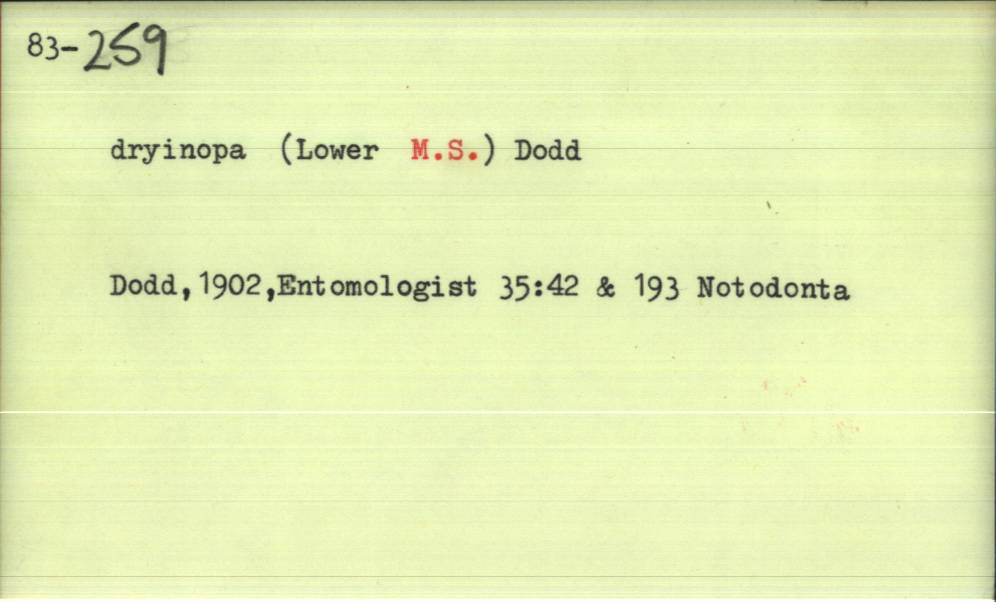 83-259
dryinopa (Lower M.S.) Dodd
Dodd,1902,Entomologist 35:42 & 193 Notodonta